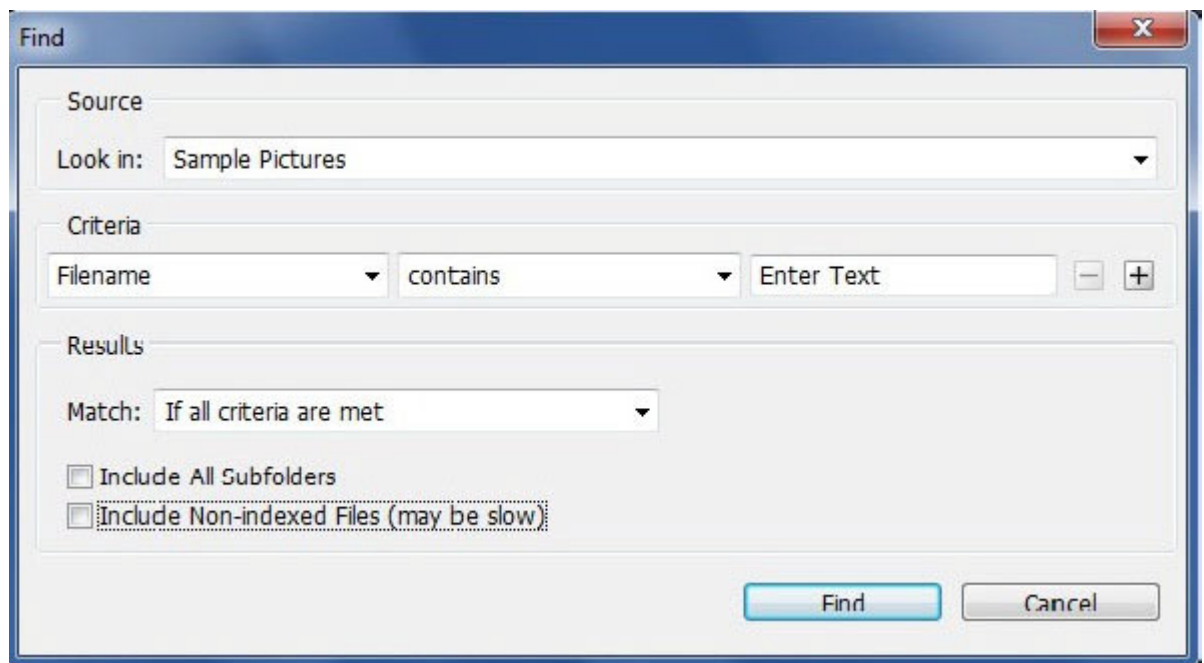 Find
Source
Look in: Sample Pictures
Criteria
Filename contains Enter Text
Results
Match: If all criteria are met
Include All Subfolders
Include Non-indexed Files (may be slow)
Find Cancel